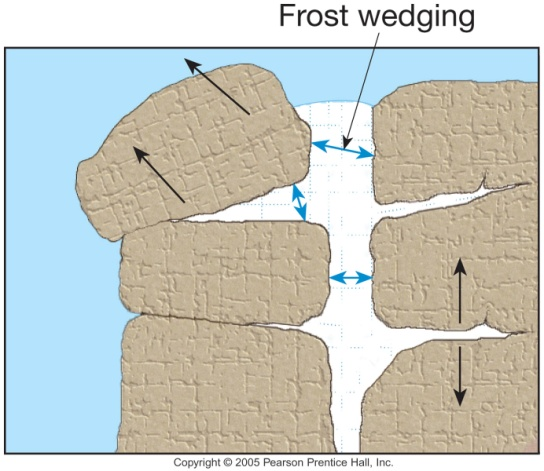 Frost wedging
Copyright © 2005 Pearson Prentice Hall, Inc.